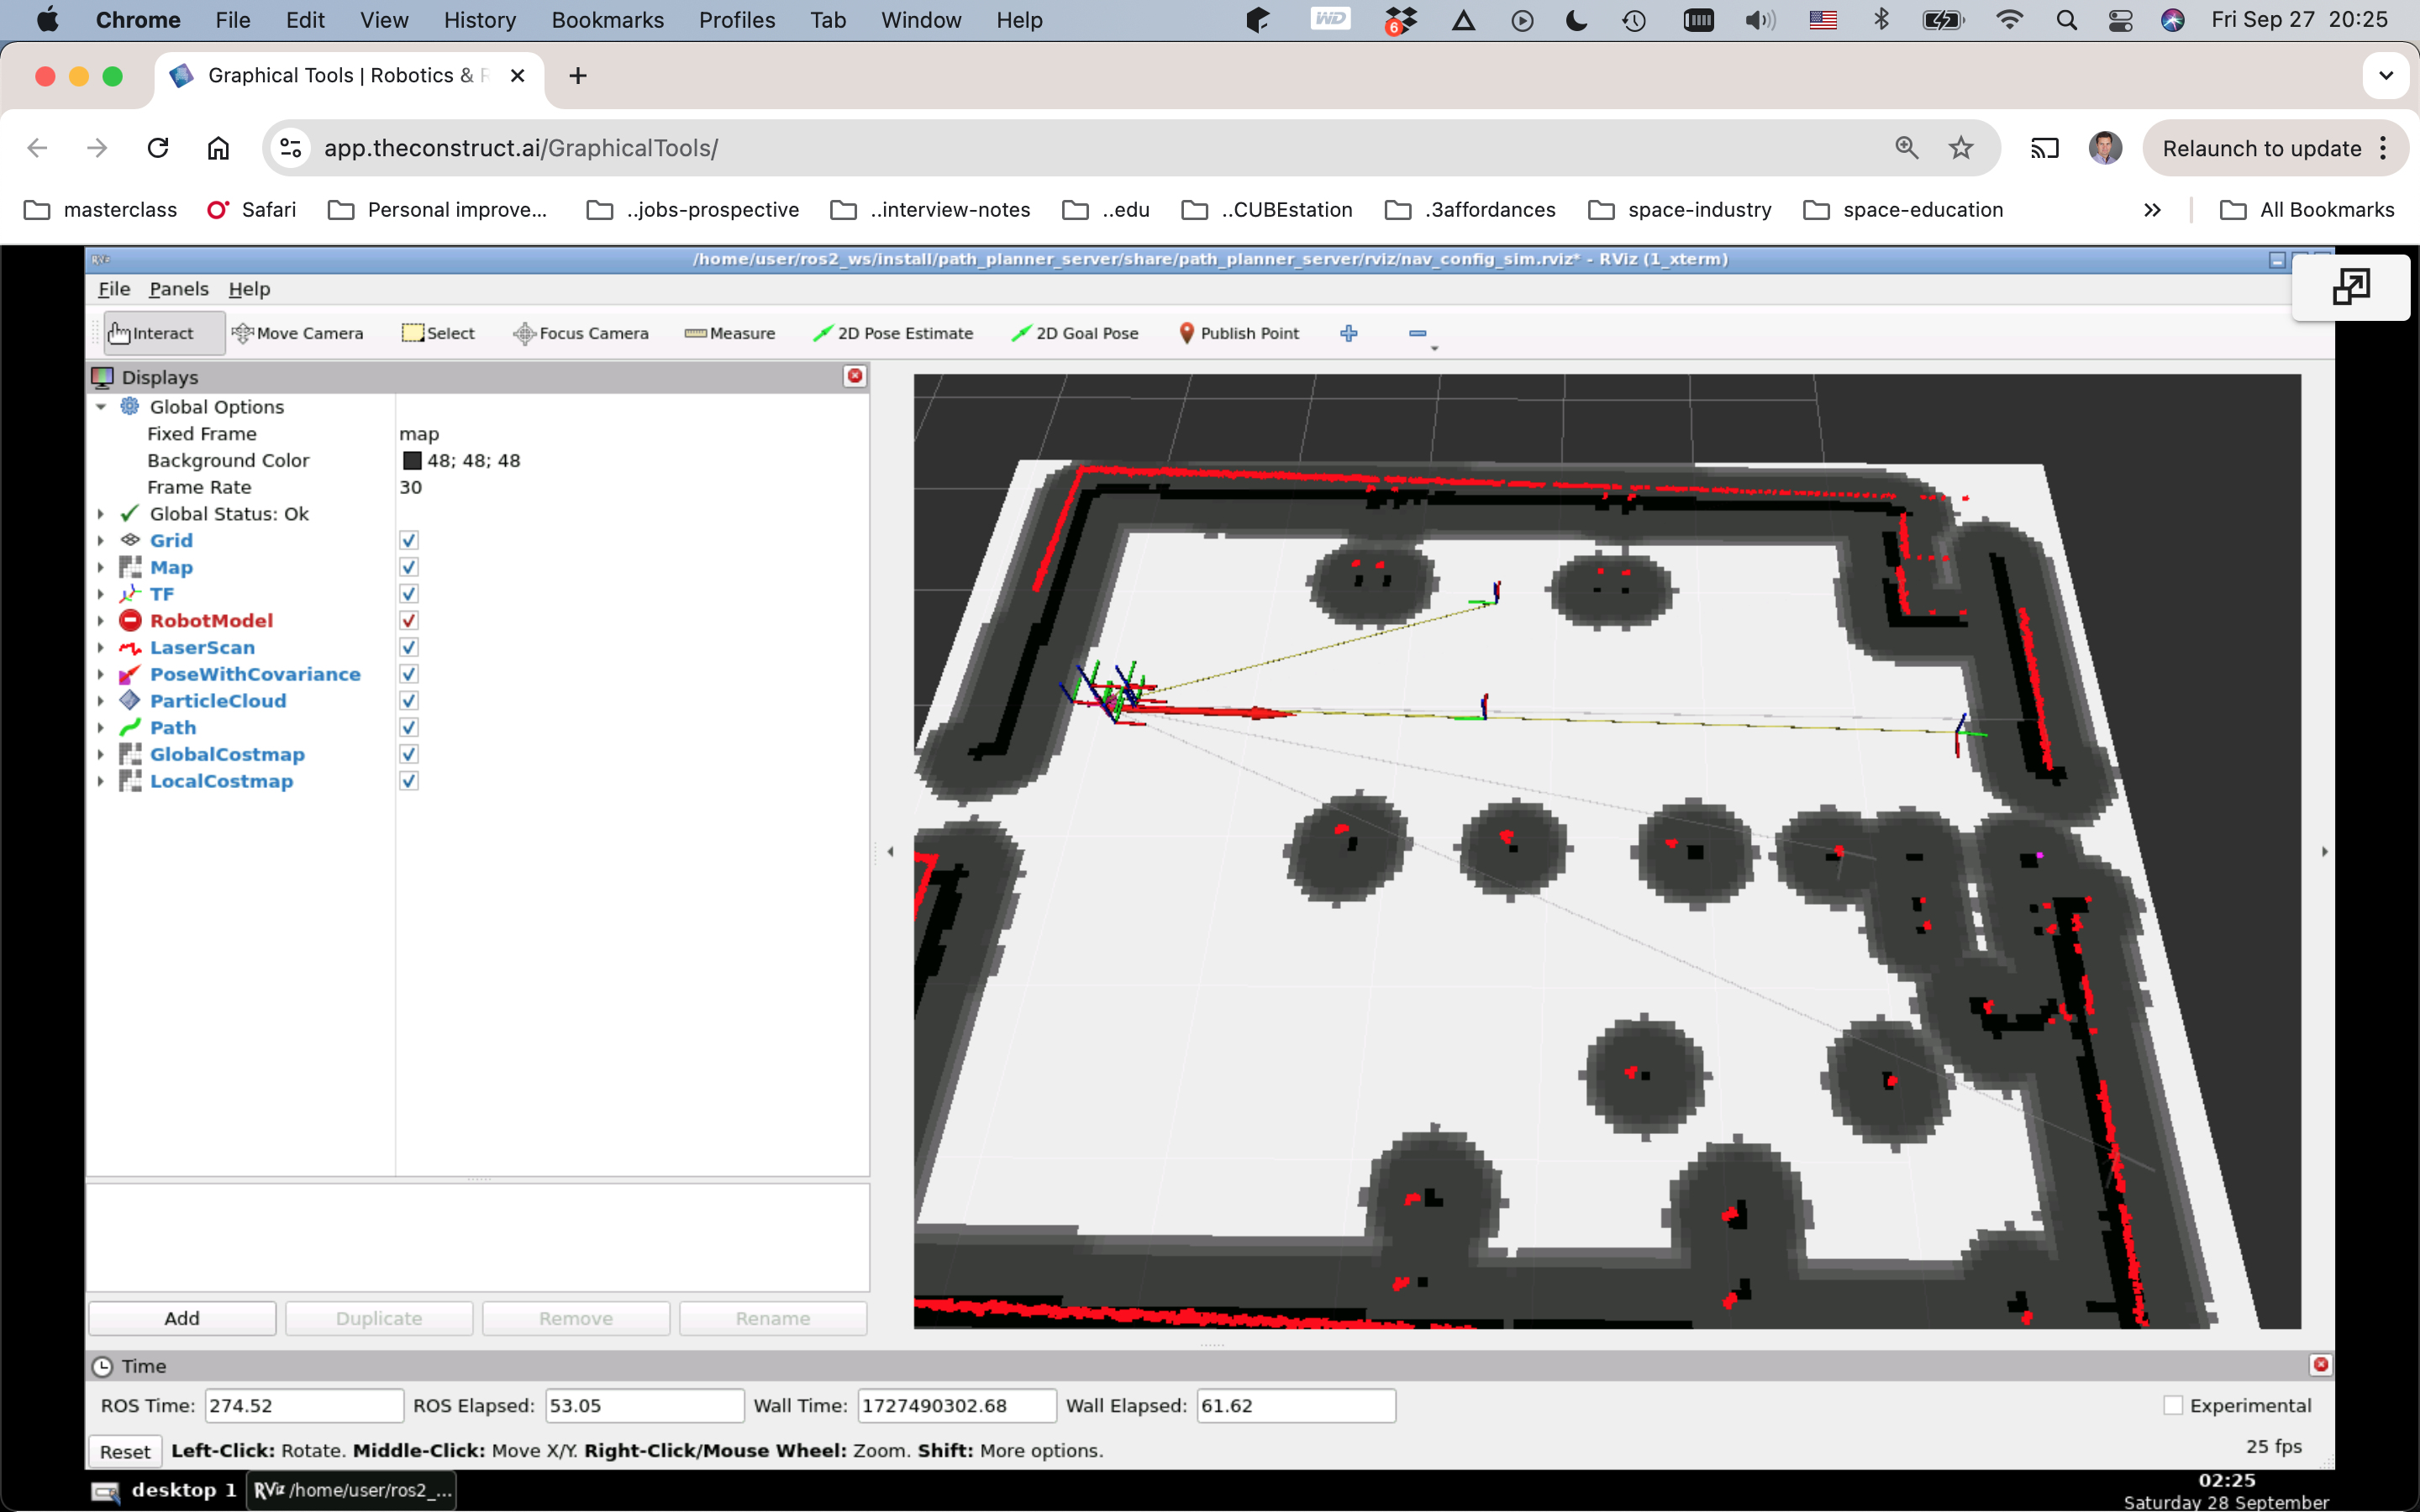 Chrome File Edit View History Bookmarks Profiles Tab Window Help WD 6 Fri Sep 27 20:25
Graphical Tools | Robotics &
app.theconstruct.ai/GraphicalTools/ Relaunch to update
masterclass Safari Personal improve... ..jobs-prospective ..interview-notes ..edu ..CUBEstation .3affordances space-industry space-education All Bookmarks
RViz /home/user/ros2_ws/install/path_planner_server/share/path_planner_server/rviz/nav_config_sim.rviz* - RViz (1_xterm)
File Panels Help
Interact Move Camera Select Focus Camera Measure 2D Pose Estimate 2D Goal Pose Publish Point
Displays
Global Options
Fixed Frame map
Background Color 48; 48; 48
Frame Rate 30
Global Status: Ok
Grid
Map
TF
RobotModel
LaserScan
PoseWithCovariance
ParticleCloud
Path
GlobalCostmap
LocalCostmap
Add Duplicate Remove Rename
Time
ROS Time: 274.52 ROS Elapsed: 53.05 Wall Time: 1727490302.68 Wall Elapsed: 61.62 Experimental
Reset Left-Click: Rotate. Middle-Click: Move X/Y. Right-Click/Mouse Wheel: Zoom. Shift: More options. 25 fps
desktop 1 RViz /home/user/ros2_... 02:25
Saturday 28 September